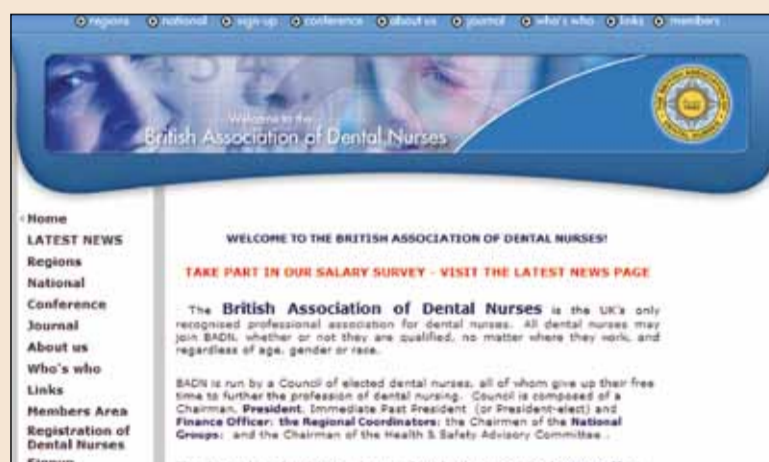 regions national sign-up conference about us journal who's who links members
454
Welcome to the
British Association of Dental Nurses
THE BRITISH ASSOCIATION OF DENTAL NURSES
Home
LATEST NEWS
Regions
National
Conference
Journal
About us
Who's who
Links
Members Area
Registration of
Dental Nurses
Signup
WELCOME TO THE BRITISH ASSOCIATION OF DENTAL NURSES!
TAKE PART IN OUR SALARY SURVEY - VISIT THE LATEST NEWS PAGE
The British Association of Dental Nurses is the UK's only
recognised professional association for dental nurses. All dental nurses may
join BADN, whether or not they are qualified, no matter where they work, and
regardless of age, gender or race.
BADN is run by a Council of elected dental nurses, all of whom give up their free
time to further the profession of dental nursing. Council is composed of a
Chairman, President, Immediate Past President (or President-elect) and
Finance Officer; the Regional Coordinators; the Chairmen of the National
Groups; and the Chairman of the Health & Safety Advisory Committee .